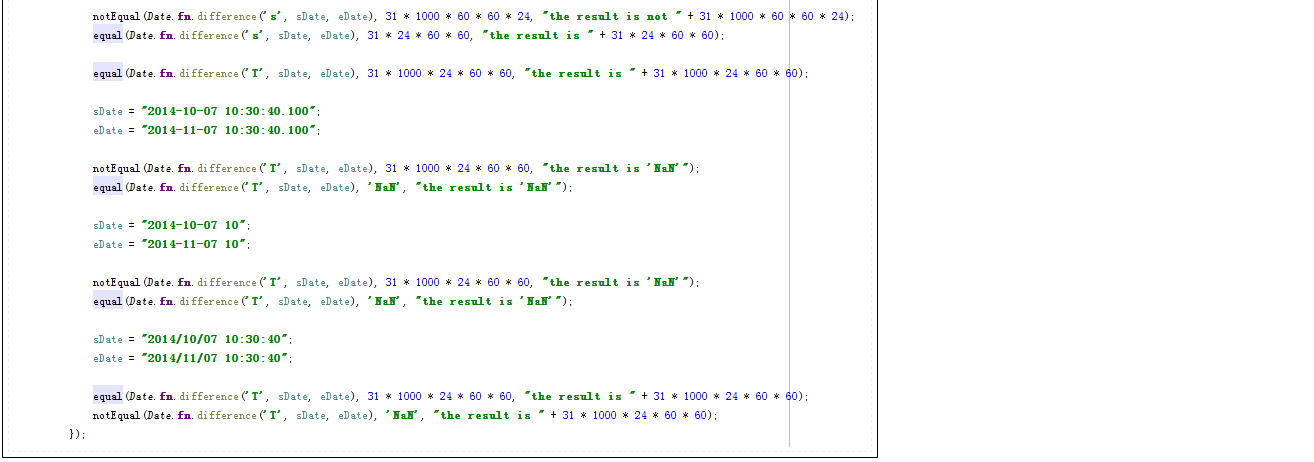 notEqual(Date.fn.difference('s', sDate, eDate), 31 * 1000 * 60 * 60 * 24, "the result is not " + 31 * 1000 * 60 * 60 * 24);
equal(Date.fn.difference('s', sDate, eDate), 31 * 24 * 60 * 60, "the result is " + 31 * 24 * 60 * 60);
equal(Date.fn.difference('T', sDate, eDate), 31 * 1000 * 24 * 60 * 60, "the result is " + 31 * 1000 * 24 * 60 * 60);
sDate = "2014-10-07 10:30:40.100";
eDate = "2014-11-07 10:30:40.100";
notEqual(Date.fn.difference('T', sDate, eDate), 31 * 1000 * 24 * 60 * 60, "the result is 'NaN'");
equal(Date.fn.difference('T', sDate, eDate), 'NaN', "the result is 'NaN'");
sDate = "2014-10-07 10";
eDate = "2014-11-07 10";
notEqual(Date.fn.difference('T', sDate, eDate), 31 * 1000 * 24 * 60 * 60, "the result is 'NaN'");
equal(Date.fn.difference('T', sDate, eDate), 'NaN', "the result is 'NaN'");
sDate = "2014/10/07 10:30:40";
eDate = "2014/11/07 10:30:40";
equal(Date.fn.difference('T', sDate, eDate), 31 * 1000 * 24 * 60 * 60, "the result is " + 31 * 1000 * 24 * 60 * 60);
notEqual(Date.fn.difference('T', sDate, eDate), 'NaN', "the result is " + 31 * 1000 * 24 * 60 * 60);
});